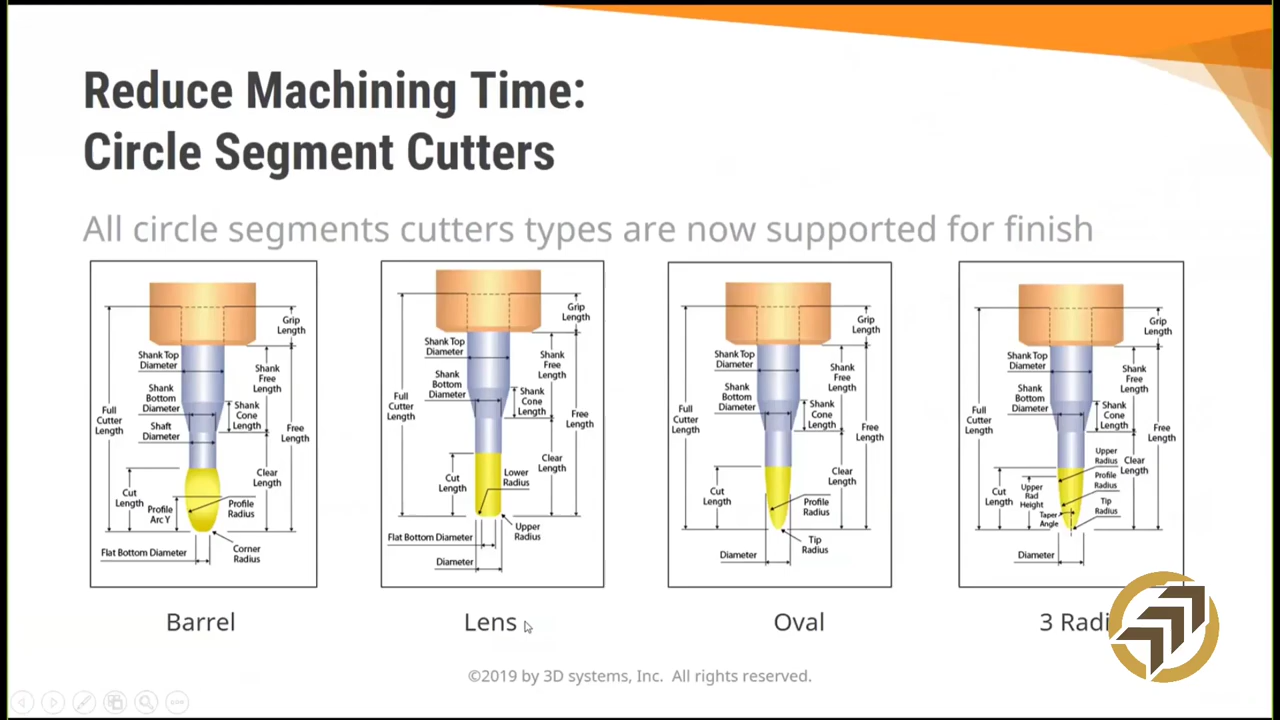 Reduce Machining Time:
Circle Segment Cutters
All circle segments cutters types are now supported for finish
Grip
Length
Shank Top
Diameter
Shank
Free
Length
Shank
Bottom
Diameter
Full
Cutter
Length
Shank
Cone
Length
Shaft
Diameter
Free
Length
Clear
Length
Cut
Length
Profile
Arc Y
Profile
Radius
Flat Bottom Diameter
Corner
Radius
Barrel
Grip
Length
Shank Top
Diameter
Shank
Free
Length
Shank
Bottom
Diameter
Full
Cutter
Length
Shank
Cone
Length
Free
Length
Clear
Length
Cut
Length
Lower
Radius
Upper
Radius
Flat Bottom Diameter
Diameter
Lens
Grip
Length
Shank Top
Diameter
Shank
Free
Length
Shank
Bottom
Diameter
Full
Cutter
Length
Shank
Cone
Length
Free
Length
Clear
Length
Cut
Length
Profile
Radius
Tip
Radius
Diameter
Oval
Grip
Length
Shank Top
Diameter
Shank
Free
Length
Shank
Bottom
Diameter
Full
Cutter
Length
Shank
Cone
Length
Free
Length
Upper
Radius
Clear
Length
Profile
Radius
Cut
Length
Upper
Rad
Height
Taper
Angle
Tip
Radius
Diameter
3 Radi
©2019 by 3D systems, Inc. All rights reserved.